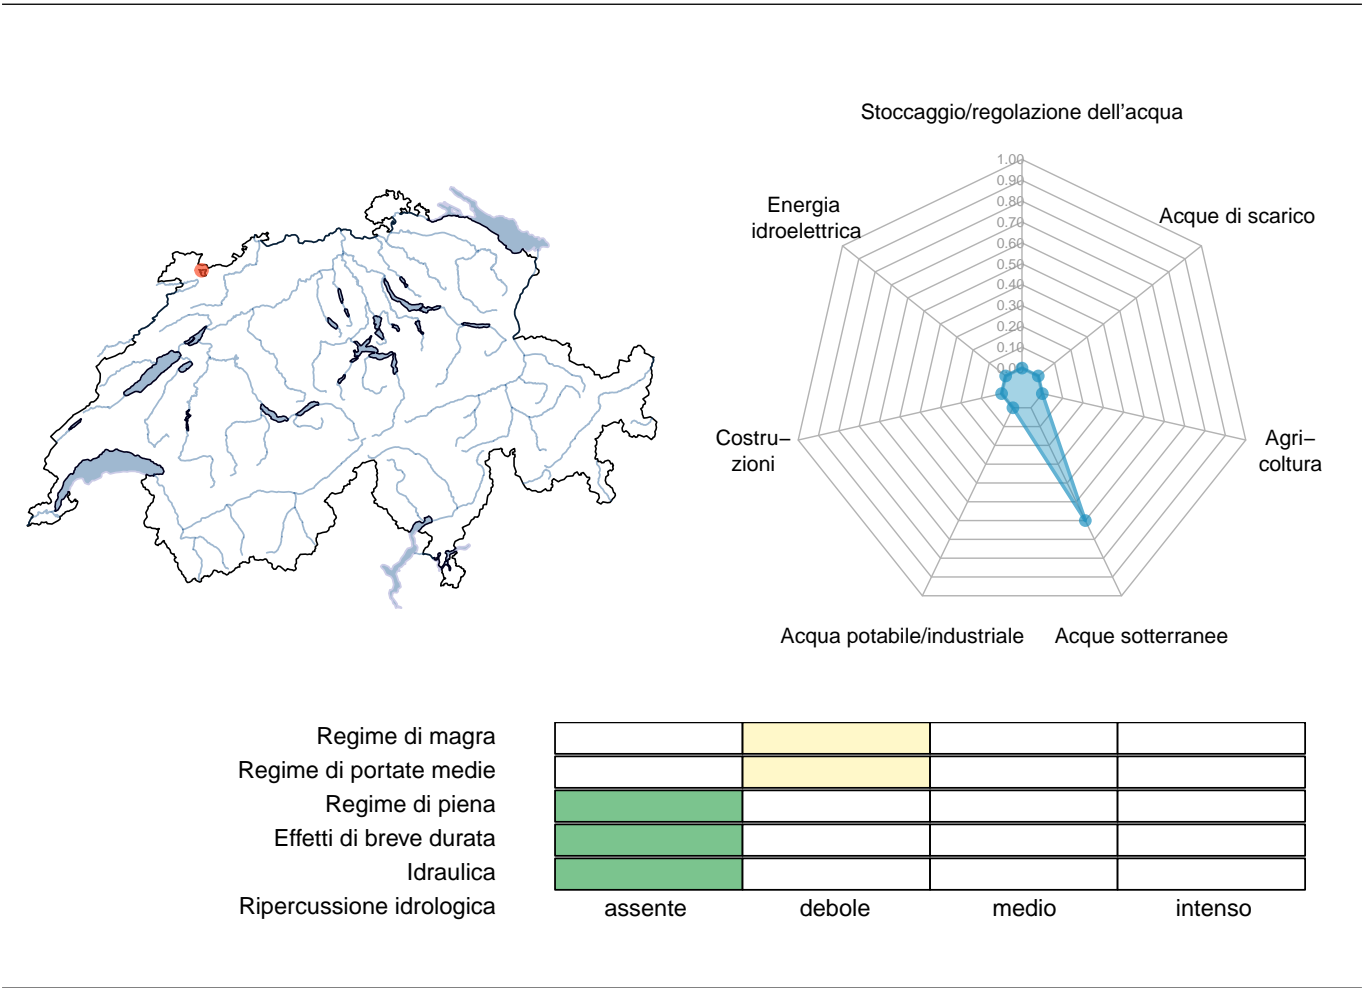 Stoccaggio/regolazione dell'acqua
1.00
0.90
0.80
0.70
0.60
0.50
0.40
0.30
0.20
0.10
Energia
idroelettrica
Acque di scarico
Costru–
zioni
Agri–
coltura
Acqua potabile/industriale
Acque sotterranee
Regime di magra
Regime di portate medie
Regime di piena
Effetti di breve durata
Idraulica
Ripercussione idrologica
assente
debole
medio
intenso